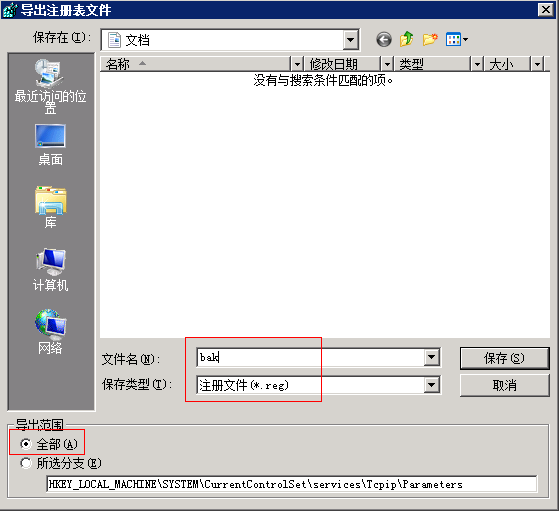 导出注册表文件
保存在(I):
文档
名称
修改日期
类型
大小
没有与搜索条件匹配的项。
最近访问的位
置
桌面
库
计算机
网络
文件名(N):
bak
保存(S)
保存类型(T):
注册文件(*.reg)
取消
导出范围
全部(A)
所选分支(E)
HKEY_LOCAL_MACHINE\SYSTEM\CurrentControlSet\services\Tcpip\Parameters